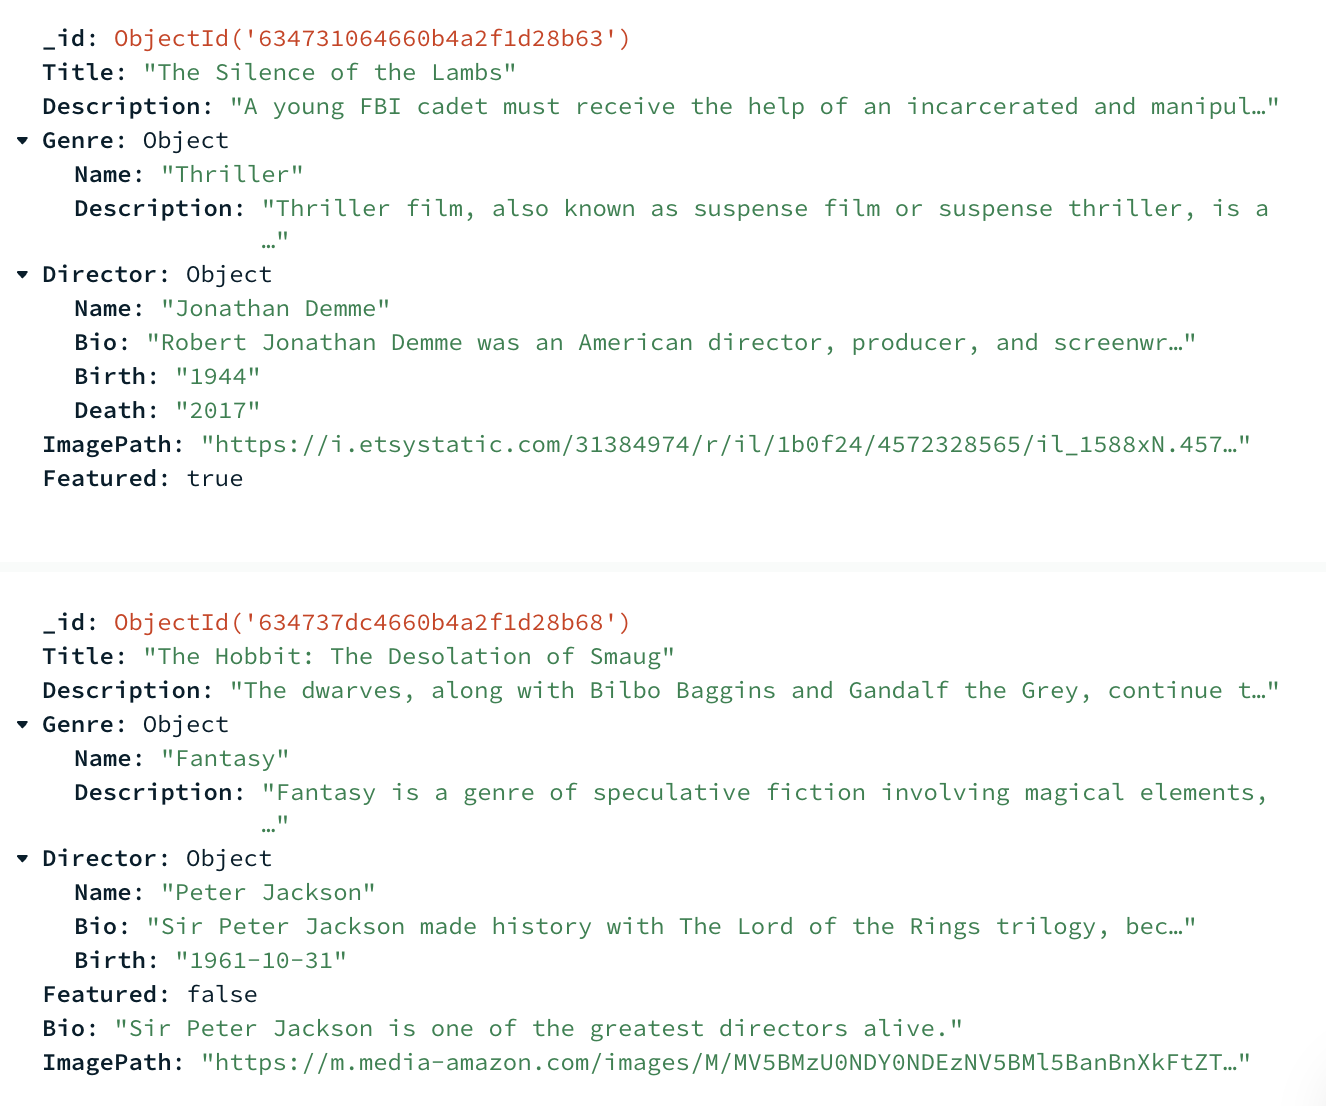 _id: ObjectId('634731064660b4a2f1d28b63')
Title: "The Silence of the Lambs"
Description: "A young FBI cadet must receive the help of an incarcerated and manipul…"
Genre: Object
Name: "Thriller"
Description: "Thriller film, also known as suspense film or suspense thriller, is a
…"
Director: Object
Name: "Jonathan Demme"
Bio: "Robert Jonathan Demme was an American director, producer, and screenwr…"
Birth: "1944"
Death: "2017"
ImagePath: "https://i.etsystatic.com/31384974/r/il/1b0f24/4572328565/il_1588xN.457…"
Featured: true
_id: ObjectId('634737dc4660b4a2f1d28b68')
Title: "The Hobbit: The Desolation of Smaug"
Description: "The dwarves, along with Bilbo Baggins and Gandalf the Grey, continue t…"
Genre: Object
Name: "Fantasy"
Description: "Fantasy is a genre of speculative fiction involving magical elements,
…"
Director: Object
Name: "Peter Jackson"
Bio: "Sir Peter Jackson made history with The Lord of the Rings trilogy, bec…"
Birth: "1961-10-31"
Featured: false
Bio: "Sir Peter Jackson is one of the greatest directors alive."
ImagePath: "https://m.media-amazon.com/images/M/MV5BMzU0NDY0NDEzNV5BMl5BanBnXkFtZT…"